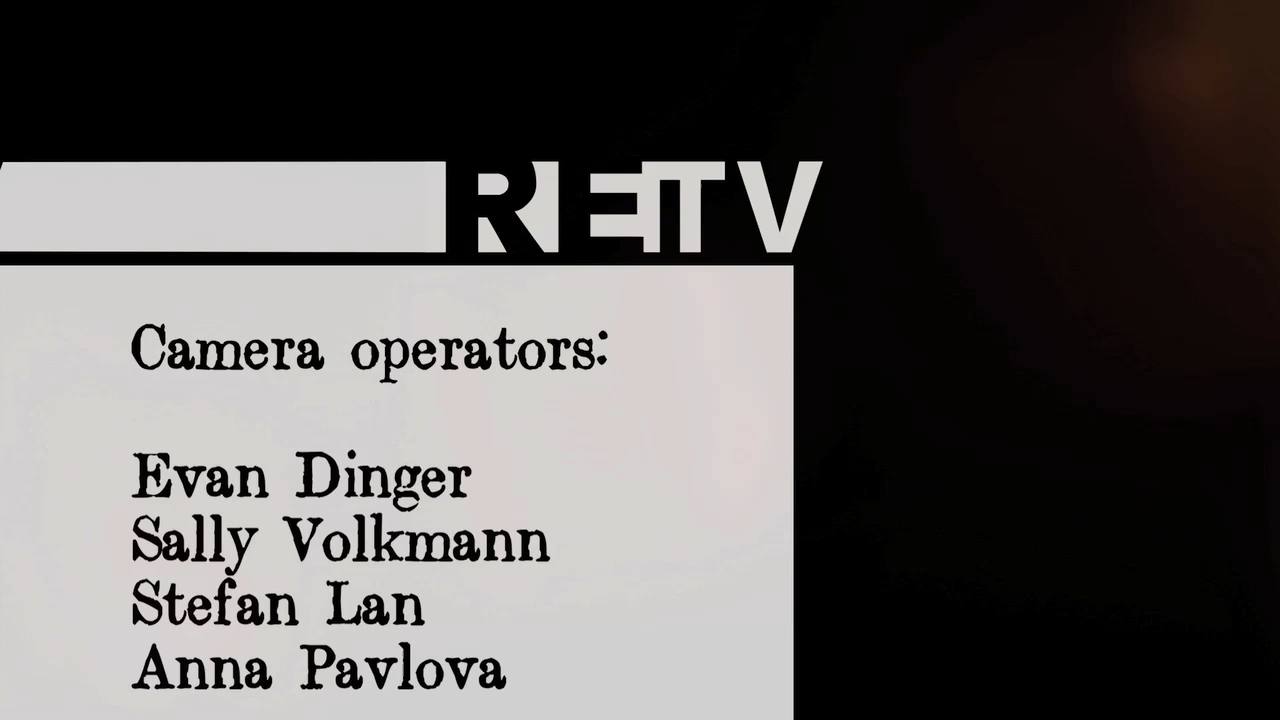 RETV
Camera operators:
Evan Dinger
Sally Volkmann
Stefan Lan
Anna Pavlova